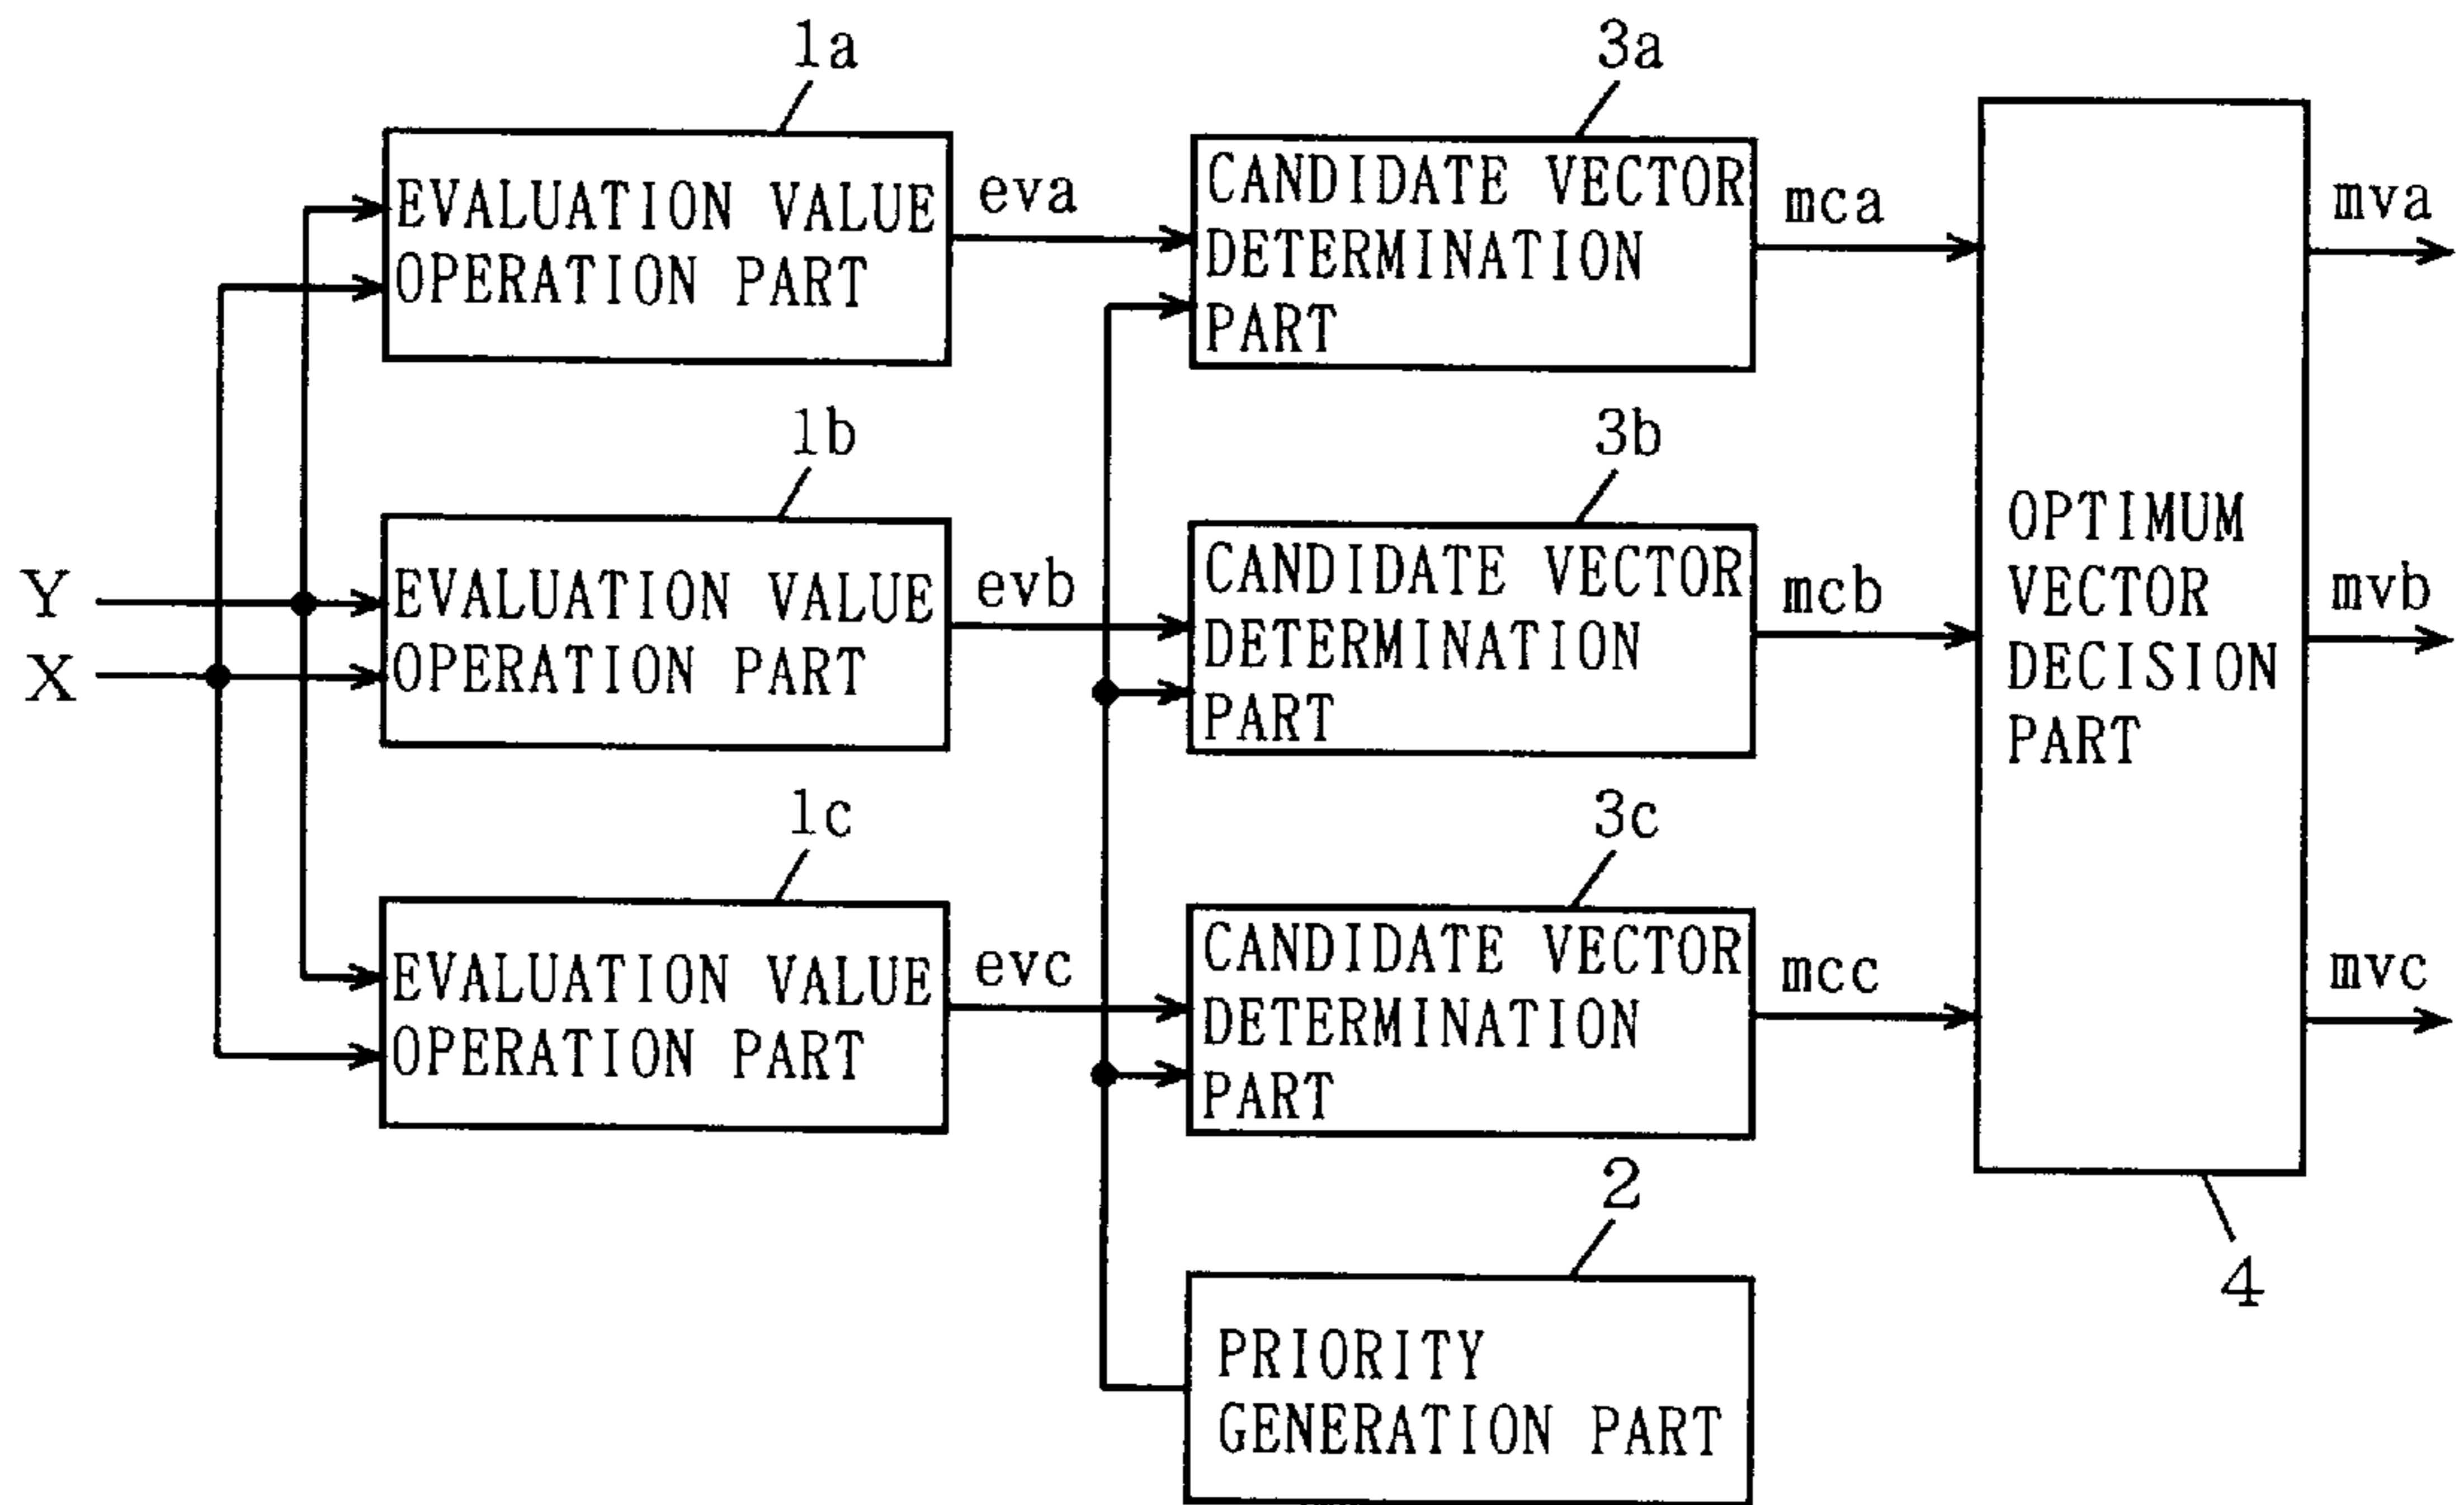 1a
3a
EVALUATION VALUE
OPERATION PART
eva
CANDIDATE VECTOR
DETERMINATION
PART
mca
mva
1b
3b
Y
X
EVALUATION VALUE
OPERATION PART
evb
CANDIDATE VECTOR
DETERMINATION
PART
mcb
OPTIMUM
VECTOR
DECISION
PART
mvb
1c
3c
EVALUATION VALUE
OPERATION PART
evc
CANDIDATE VECTOR
DETERMINATION
PART
mcc
mvc
2
4
PRIORITY
GENERATION PART